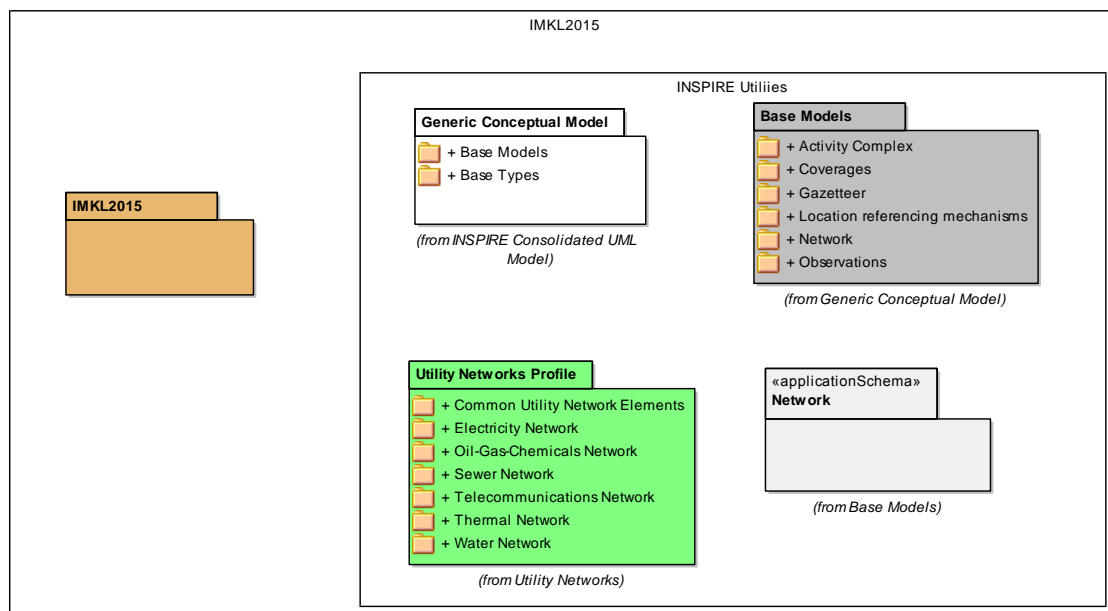 IMKL2015
INSPIRE Utiliies
Generic Conceptual Model
+ Base Models
+ Base Types
(from INSPIRE Consolidated UML
Model)
Base Models
+ Activity Complex
+ Coverages
+ Gazetteer
+ Location referencing mechanisms
+ Network
+ Observations
(from Generic Conceptual Model)
IMKL2015
Utility Networks Profile
+ Common Utility Network Elements
+ Electricity Network
+ Oil-Gas-Chemicals Network
+ Sewer Network
+ Telecommunications Network
+ Thermal Network
+ Water Network
(from Utility Networks)
«applicationSchema»
Network
(from Base Models)